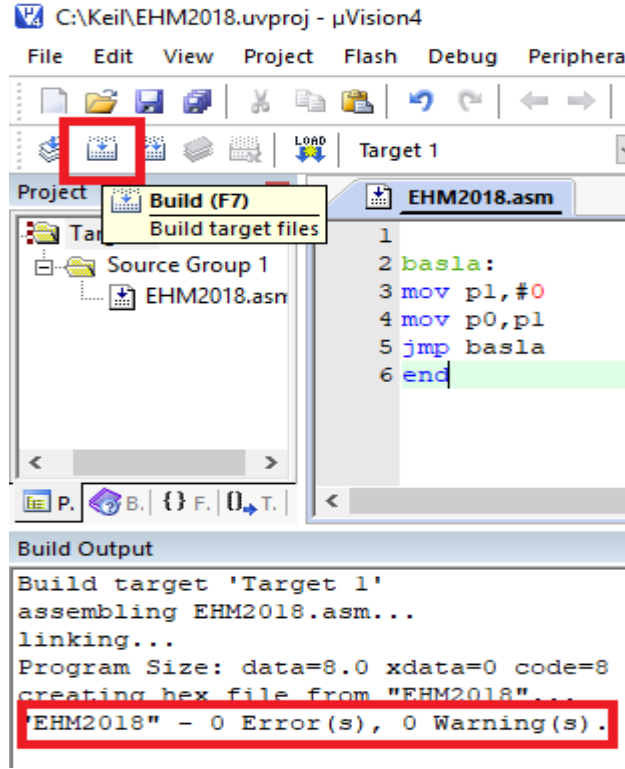 C:\Keil\EHM2018.uvproj - µVision4
File Edit View Project Flash Debug Periphera
LOAD Target 1
Project
Build (F7)
Build target files
EHM2018.asm
Tar
Source Group 1
EHM2018.asm
1
2 basla:
3 mov p1,#0
4 mov p0,p1
5 jmp basla
6 end
P. B. {} F. 0 T.
Build Output
Build target 'Target 1'
assembling EHM2018.asm...
linking...
Program Size: data=8.0 xdata=0 code=8
creating hex file from "EHM2018"...
"EHM2018" - 0 Error(s), 0 Warning(s).